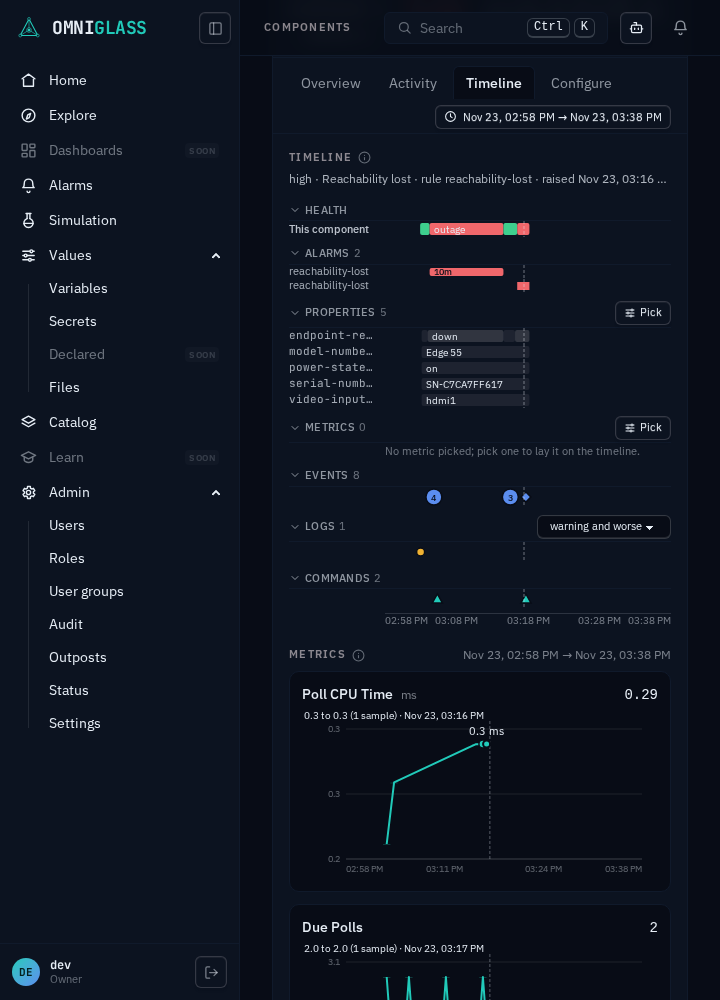 OMNIGLASS
COMPONENTS
Search
Ctrl K
Home
Explore
Dashboards SOON
Alarms
Simulation
Values
Variables
Secrets
Declared SOON
Files
Catalog
Learn SOON
Admin
Users
Roles
User groups
Audit
Outposts
Status
Settings
DE
dev
Owner
Overview Activity Timeline Configure
Nov 23, 02:58 PM → Nov 23, 03:38 PM
TIMELINE
high · Reachability lost · rule reachability-lost · raised Nov 23, 03:16 ...
HEALTH
This component outage
ALARMS 2
reachability-lost 10m
reachability-lost
PROPERTIES 5 Pick
endpoint-re… down
model-numbe… Edge 55
power-state… on
serial-numb… SN-C7CA7FF617
video-input… hdmi1
METRICS 0 Pick
No metric picked; pick one to lay it on the timeline.
EVENTS 8
4 3
LOGS 1 warning and worse
COMMANDS 2
02:58 PM 03:08 PM 03:18 PM 03:28 PM 03:38 PM
METRICS Nov 23, 02:58 PM → Nov 23, 03:38 PM
Poll CPU Time ms 0.29
0.3 to 0.3 (1 sample) · Nov 23, 03:16 PM
0.3 ms
0.3
0.3
0.2
02:58 PM 03:11 PM 03:24 PM 03:38 PM
Due Polls 2
2.0 to 2.0 (1 sample) · Nov 23, 03:17 PM
3.1